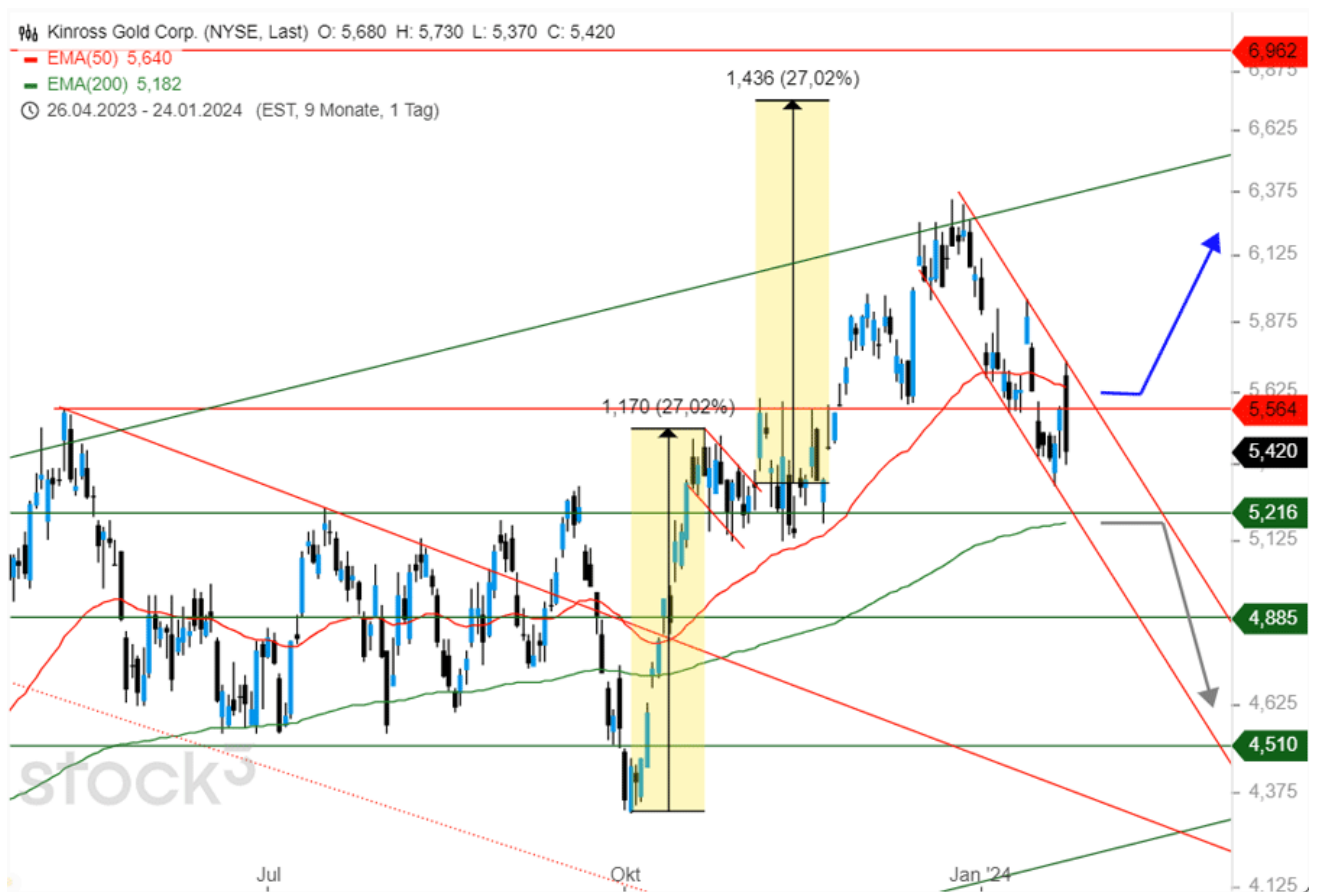 Kinross Gold Corp. (NYSE, Last) O: 5,680 H: 5,730 L: 5,370 C: 5,420
EMA(50) 5,640
EMA(200) 5,182
26.04.2023 - 24.01.2024 (EST, 9 Monate, 1 Tag)
1,436 (27,02%)
1,170 (27,02%)
6,962
6,875
6,625
6,375
6,125
5,875
5,625
5,564
5,420
5,216
5,125
4,885
4,625
4,510
4,375
4,125
stock3
Jul
Okt
Jan '24